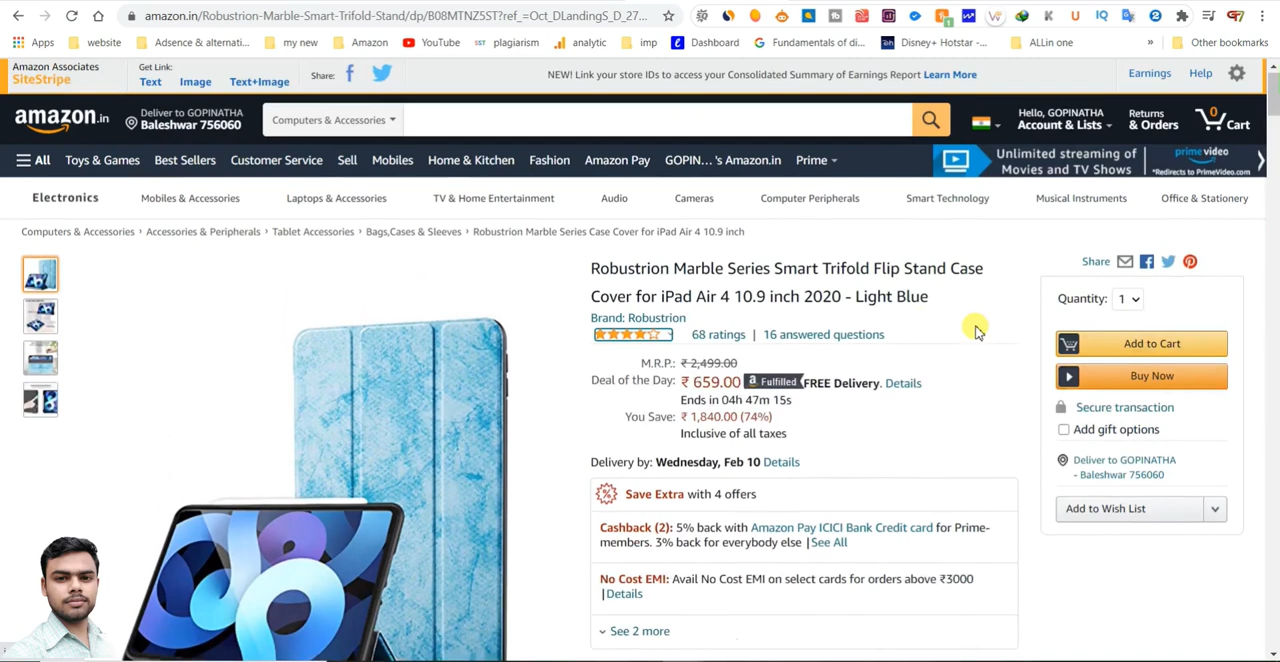 amazon.in/Robustrion-Marble-Smart-Trifold-Stand/dp/B08MTNZ5ST?ref_=Oct_DLandingS_D_27...
Apps website Adsence & alternati... my new Amazon YouTube SST plagiarism analytic imp Dashboard Fundamentals of di... Disney+ Hotstar -... ALLin one » Other bookmarks
Amazon Associates
SiteStripe
Get Link:
Text Image Text+Image
Share:
NEW! Link your store IDs to access your Consolidated Summary of Earnings Report Learn More
Earnings Help
amazon.in
Deliver to GOPINATHA
Baleshwar 756060
Computers & Accessories
Hello, GOPINATHA
Account & Lists
Returns
& Orders
0
Cart
All Toys & Games Best Sellers Customer Service Sell Mobiles Home & Kitchen Fashion Amazon Pay GOPIN...'s Amazon.in Prime
Unlimited streaming of
Movies and TV Shows
prime video
*Redirects to PrimeVideo.com
Electronics Mobiles & Accessories Laptops & Accessories TV & Home Entertainment Audio Cameras Computer Peripherals Smart Technology Musical Instruments Office & Stationery
Computers & Accessories › Accessories & Peripherals › Tablet Accessories › Bags,Cases & Sleeves › Robustrion Marble Series Case Cover for iPad Air 4 10.9 inch
Robustrion Marble Series Smart Trifold Flip Stand Case
Cover for iPad Air 4 10.9 inch 2020 - Light Blue
Brand: Robustrion
68 ratings | 16 answered questions
M.R.P.: ₹ 2,499.00
Deal of the Day: ₹ 659.00 a Fulfilled FREE Delivery. Details
Ends in 04h 47m 15s
You Save: ₹ 1,840.00 (74%)
Inclusive of all taxes
Delivery by: Wednesday, Feb 10 Details
Save Extra with 4 offers
Cashback (2): 5% back with Amazon Pay ICICI Bank Credit card for Prime-
members. 3% back for everybody else |See All
No Cost EMI: Avail No Cost EMI on select cards for orders above ₹3000
|Details
See 2 more
Share
Quantity: 1
Add to Cart
Buy Now
Secure transaction
Add gift options
Deliver to GOPINATHA
- Baleshwar 756060
Add to Wish List